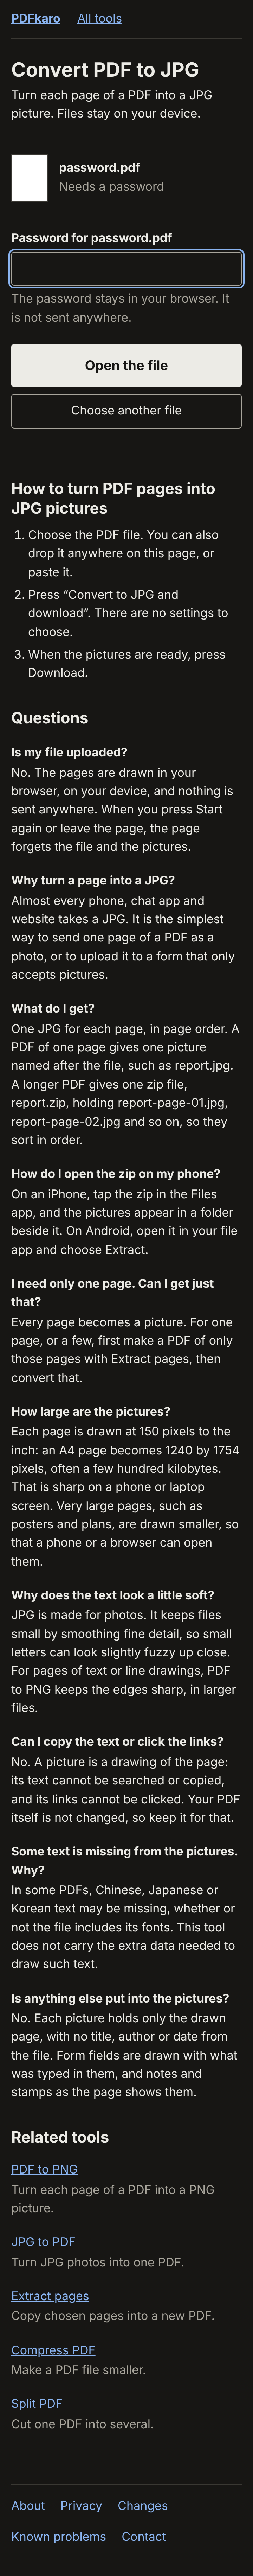 PDFkaro All tools
Convert PDF to JPG
Turn each page of a PDF into a JPG
picture. Files stay on your device.
password.pdf
Needs a password
Password for password.pdf
The password stays in your browser. It
is not sent anywhere.
Open the file
Choose another file
How to turn PDF pages into
JPG pictures
1. Choose the PDF file. You can also
drop it anywhere on this page, or
paste it.
2. Press “Convert to JPG and
download”. There are no settings to
choose.
3. When the pictures are ready, press
Download.
Questions
Is my file uploaded?
No. The pages are drawn in your
browser, on your device, and nothing is
sent anywhere. When you press Start
again or leave the page, the page
forgets the file and the pictures.
Why turn a page into a JPG?
Almost every phone, chat app and
website takes a JPG. It is the simplest
way to send one page of a PDF as a
photo, or to upload it to a form that only
accepts pictures.
What do I get?
One JPG for each page, in page order. A
PDF of one page gives one picture
named after the file, such as report.jpg.
A longer PDF gives one zip file,
report.zip, holding report-page-01.jpg,
report-page-02.jpg and so on, so they
sort in order.
How do I open the zip on my phone?
On an iPhone, tap the zip in the Files
app, and the pictures appear in a folder
beside it. On Android, open it in your file
app and choose Extract.
I need only one page. Can I get just
that?
Every page becomes a picture. For one
page, or a few, first make a PDF of only
those pages with Extract pages, then
convert that.
How large are the pictures?
Each page is drawn at 150 pixels to the
inch: an A4 page becomes 1240 by 1754
pixels, often a few hundred kilobytes.
That is sharp on a phone or laptop
screen. Very large pages, such as
posters and plans, are drawn smaller, so
that a phone or a browser can open
them.
Why does the text look a little soft?
JPG is made for photos. It keeps files
small by smoothing fine detail, so small
letters can look slightly fuzzy up close.
For pages of text or line drawings, PDF
to PNG keeps the edges sharp, in larger
files.
Can I copy the text or click the links?
No. A picture is a drawing of the page:
its text cannot be searched or copied,
and its links cannot be clicked. Your PDF
itself is not changed, so keep it for that.
Some text is missing from the pictures.
Why?
In some PDFs, Chinese, Japanese or
Korean text may be missing, whether or
not the file includes its fonts. This tool
does not carry the extra data needed to
draw such text.
Is anything else put into the pictures?
No. Each picture holds only the drawn
page, with no title, author or date from
the file. Form fields are drawn with what
was typed in them, and notes and
stamps as the page shows them.
Related tools
PDF to PNG
Turn each page of a PDF into a PNG
picture.
JPG to PDF
Turn JPG photos into one PDF.
Extract pages
Copy chosen pages into a new PDF.
Compress PDF
Make a PDF file smaller.
Split PDF
Cut one PDF into several.
About Privacy Changes
Known problems Contact